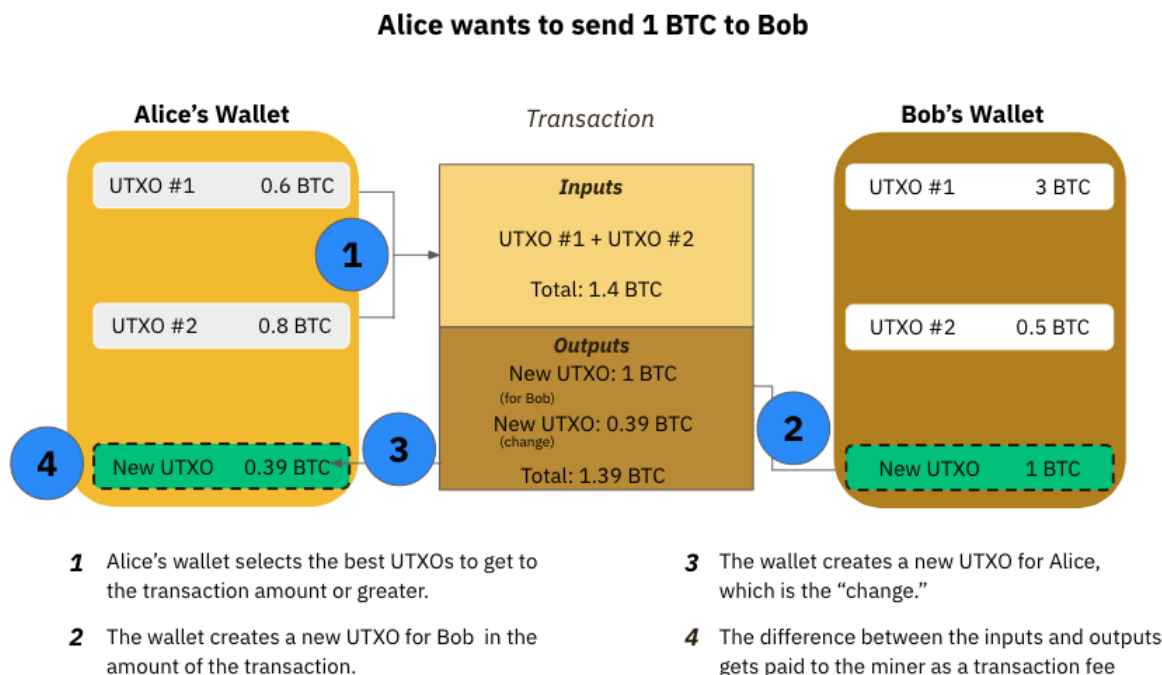 Alice wants to send 1 BTC to Bob
Alice's Wallet
Transaction
Bob's Wallet
UTXO #1 0.6 BTC
UTXO #2 0.8 BTC
New UTXO 0.39 BTC
1
Inputs
UTXO #1 + UTXO #2
Total: 1.4 BTC
Outputs
New UTXO: 1 BTC
(for Bob)
New UTXO: 0.39 BTC
(change)
Total: 1.39 BTC
UTXO #1 3 BTC
UTXO #2 0.5 BTC
New UTXO 1 BTC
2
3
4
1 Alice's wallet selects the best UTXOs to get to
the transaction amount or greater.
2 The wallet creates a new UTXO for Bob in the
amount of the transaction.
3 The wallet creates a new UTXO for Alice,
which is the “change.”
4 The difference between the inputs and outputs
gets paid to the miner as a transaction fee